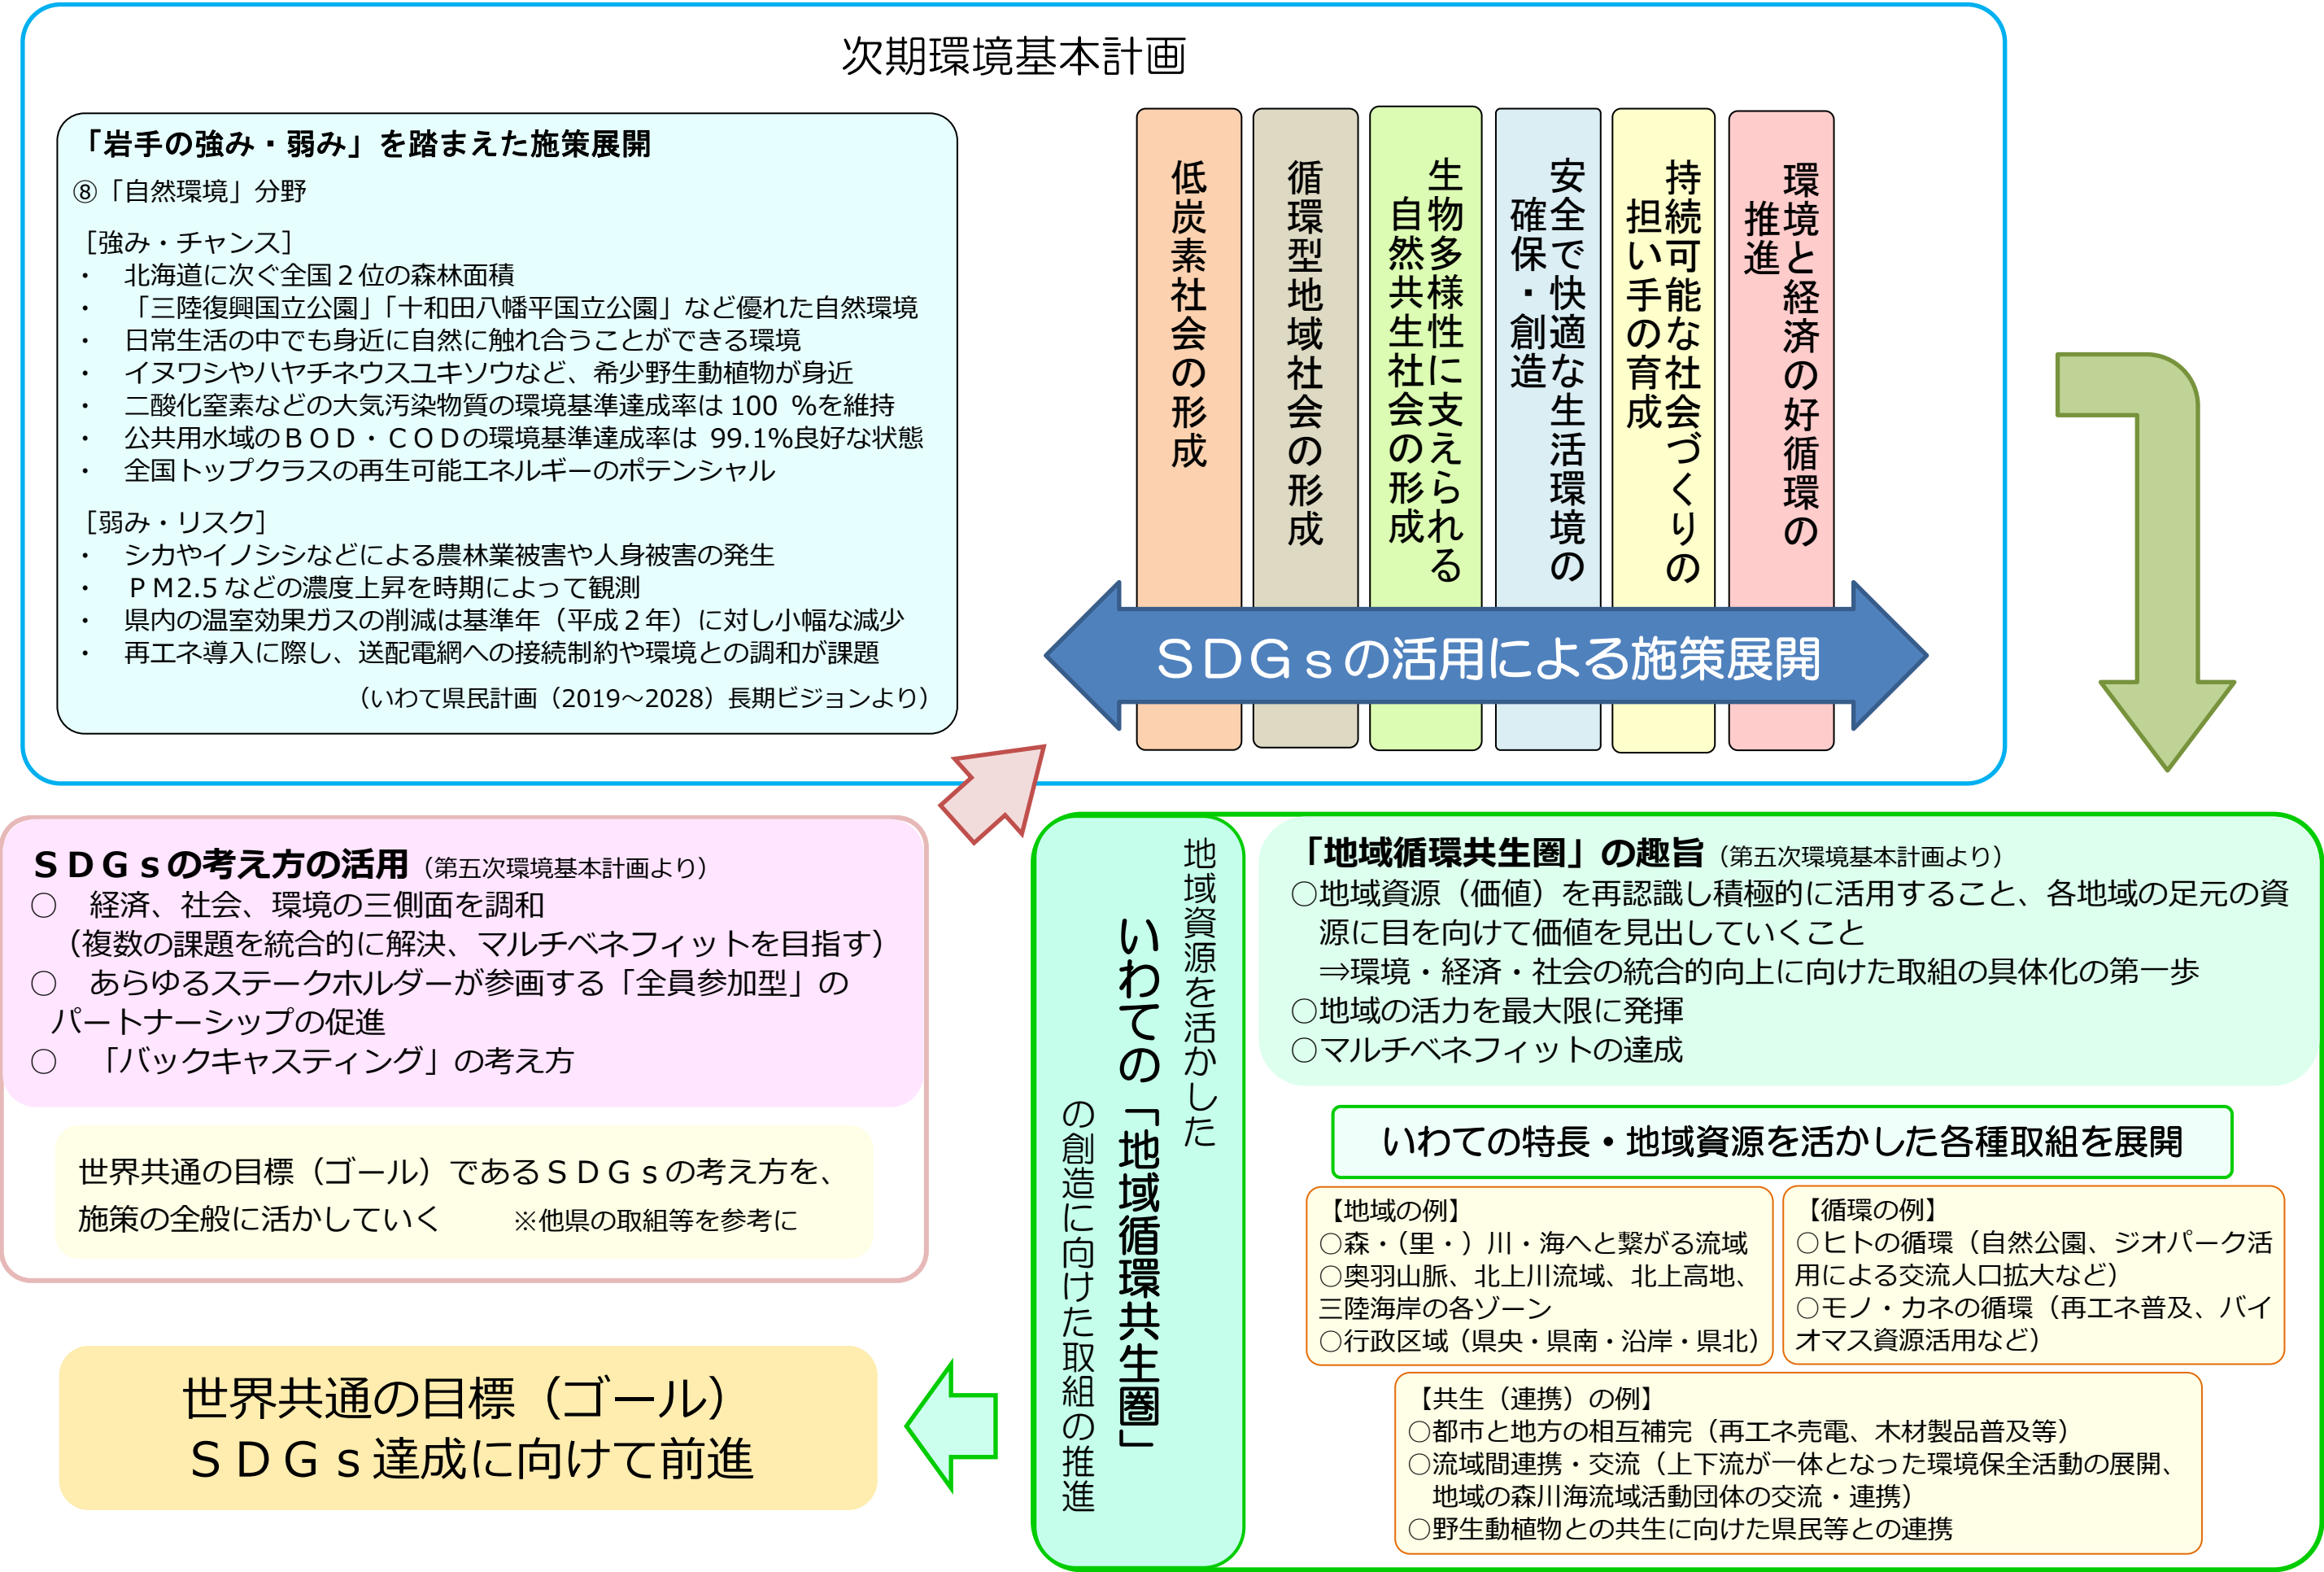 次期環境基本計画
「岩手の強み・弱み」を踏まえた施策展開
⑧「自然環境」分野
［強み・チャンス］
・　北海道に次ぐ全国２位の森林面積
・　「三陸復興国立公園」「十和田八幡平国立公園」など優れた自然環境
・　日常生活の中でも身近に自然に触れ合うことができる環境
・　イヌワシやハヤチネウスユキソウなど、希少野生動植物が身近
・　二酸化窒素などの大気汚染物質の環境基準達成率は 100 %を維持
・　公共用水域のＢＯＤ・ＣＯＤの環境基準達成率は 99.1%良好な状態
・　全国トップクラスの再生可能エネルギーのポテンシャル
［弱み・リスク］
・　シカやイノシシなどによる農林業被害や人身被害の発生
・　ＰＭ2.5 などの濃度上昇を時期によって観測
・　県内の温室効果ガスの削減は基準年（平成２年）に対し小幅な減少
・　再エネ導入に際し、送配電網への接続制約や環境との調和が課題
（いわて県民計画（2019～2028）長期ビジョンより）
低炭素社会の形成
循環型地域社会の形成
生物多様性に支えられる
自然共生社会の形成
安全で快適な生活環境の
確保・創造
持続可能な社会づくりの
担い手の育成
環境と経済の好循環の
推進
ＳＤＧｓの活用による施策展開
ＳＤＧｓの考え方の活用（第五次環境基本計画より）
○　経済、社会、環境の三側面を調和
（複数の課題を統合的に解決、マルチベネフィットを目指す）
○　あらゆるステークホルダーが参画する「全員参加型」の
パートナーシップの促進
○　「バックキャスティング」の考え方
世界共通の目標（ゴール）であるＳＤＧｓの考え方を、
施策の全般に活かしていく　　※他県の取組等を参考に
世界共通の目標（ゴール）
ＳＤＧｓ達成に向けて前進
地域資源を活かした
いわての「地域循環共生圏」
の創造に向けた取組の推進
「地域循環共生圏」の趣旨（第五次環境基本計画より）
○地域資源（価値）を再認識し積極的に活用すること、各地域の足元の資
源に目を向けて価値を見出していくこと
⇒環境・経済・社会の統合的向上に向けた取組の具体化の第一歩
○地域の活力を最大限に発揮
○マルチベネフィットの達成
いわての特長・地域資源を活かした各種取組を展開
【地域の例】
○森・（里・）川・海へと繋がる流域
○奥羽山脈、北上川流域、北上高地、
三陸海岸の各ゾーン
○行政区域（県央・県南・沿岸・県北）
【循環の例】
○ヒトの循環（自然公園、ジオパーク活
用による交流人口拡大など）
○モノ・カネの循環（再エネ普及、バイ
オマス資源活用など）
【共生（連携）の例】
○都市と地方の相互補完（再エネ売電、木材製品普及等）
○流域間連携・交流（上下流が一体となった環境保全活動の展開、
地域の森川海流域活動団体の交流・連携）
○野生動植物との共生に向けた県民等との連携